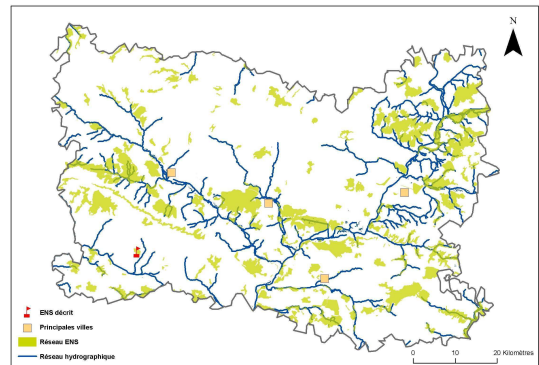 N
ENS décrit
Principales villes
Réseau ENS
Réseau hydrographique
0 10 20 Kilomètres